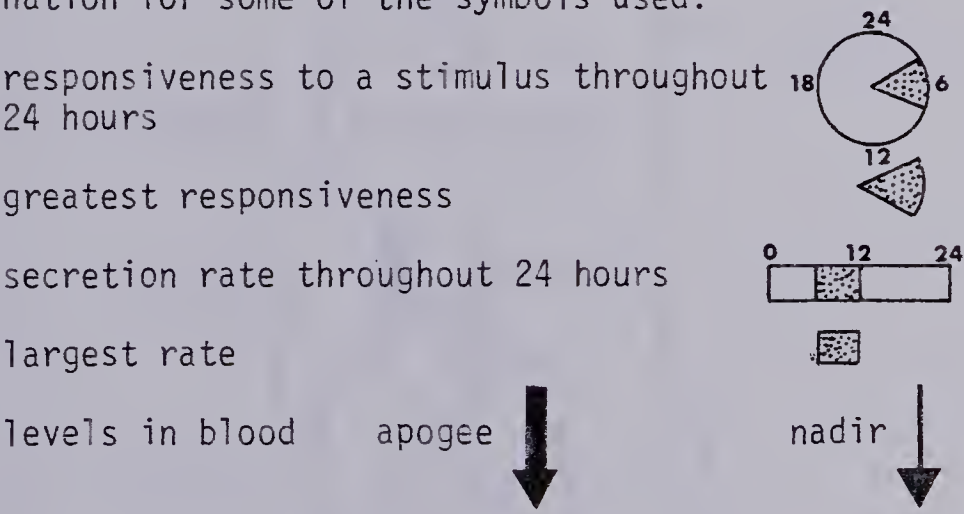 nation for some of the symbols used:
24
responsiveness to a stimulus throughout 18 6
24 hours
12
greatest responsiveness
0 12 24
secretion rate throughout 24 hours
largest rate
levels in blood apogee nadir